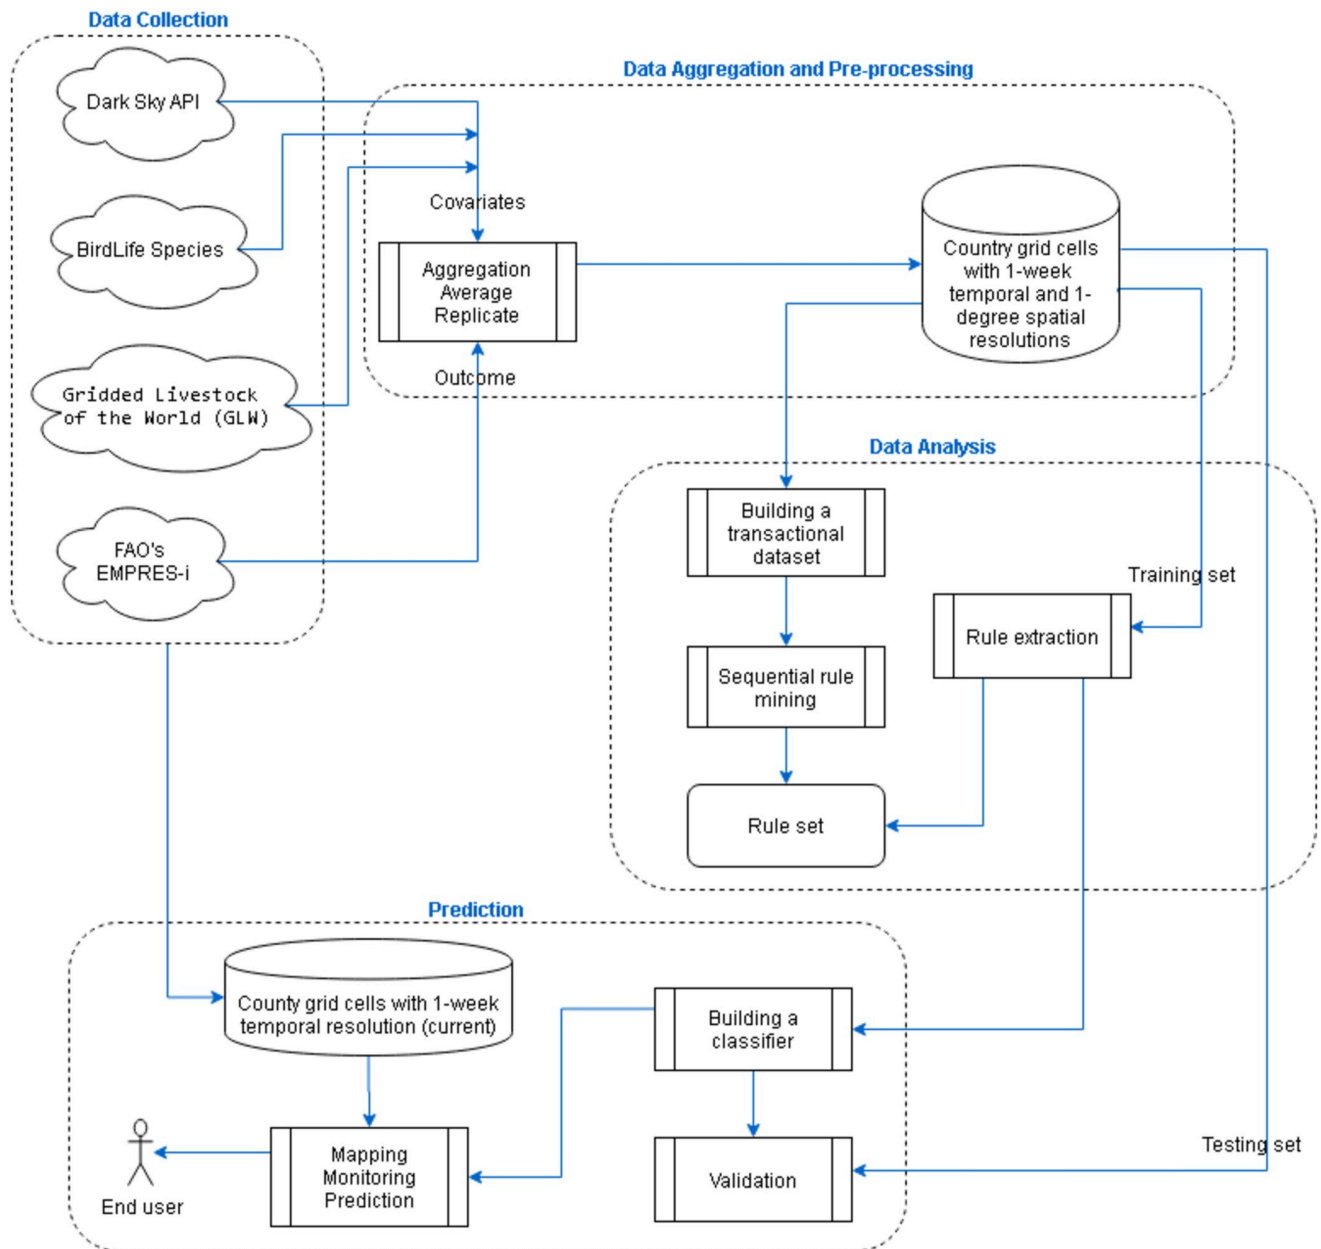 Data Collection
Dark Sky API
BirdLife Species
Gridded Livestock
of the World (GLW)
FAO's
EMPRES-i
Data Aggregation and Pre-processing
Covariates
Aggregation
Average
Replicate
Outcome
Country grid cells
with 1-week
temporal and 1-
degree spatial
resolutions
Data Analysis
Building a
transactional
dataset
Sequential rule
mining
Rule set
Training set
Rule extraction
Prediction
County grid cells with 1-week
temporal resolution (current)
Building a
classifier
Mapping
Monitoring
Prediction
End user
Validation
Testing set